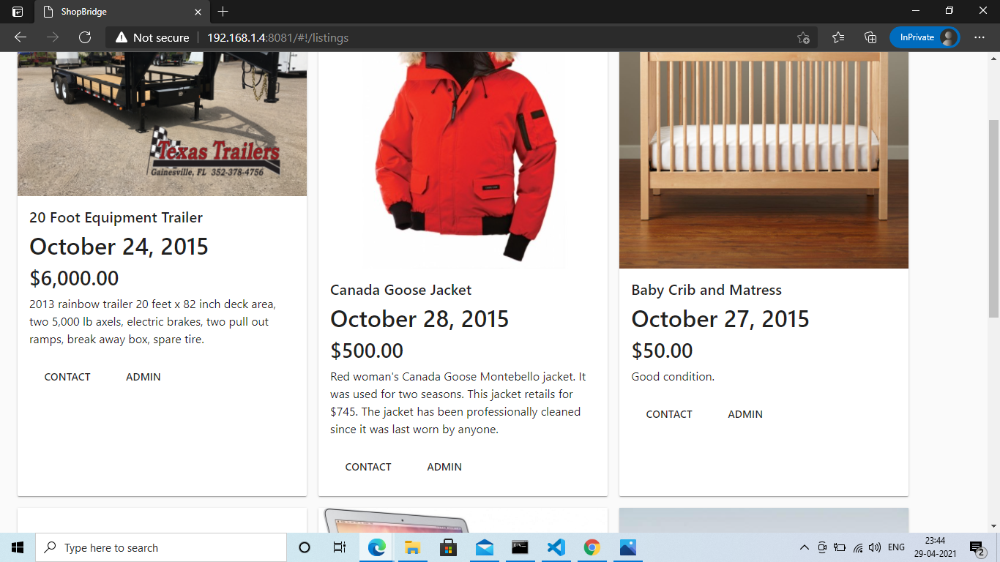 ShopBridge
Not secure
192.168.1.4:8081/#!/listings
InPrivate
Texas Trailers
Gainesville, FL 352-378-4756
20 Foot Equipment Trailer
October 24, 2015
$6,000.00
2013 rainbow trailer 20 feet x 82 inch deck area,
two 5,000 lb axels, electric brakes, two pull out
ramps, break away box, spare tire.
CONTACT ADMIN
Canada Goose Jacket
October 28, 2015
$500.00
Red woman's Canada Goose Montebello jacket. It
was used for two seasons. This jacket retails for
$745. The jacket has been professionally cleaned
since it was last worn by anyone.
CONTACT ADMIN
Baby Crib and Matress
October 27, 2015
$50.00
Good condition.
CONTACT ADMIN
Type here to search
ENG
23:44
29-04-2021
2